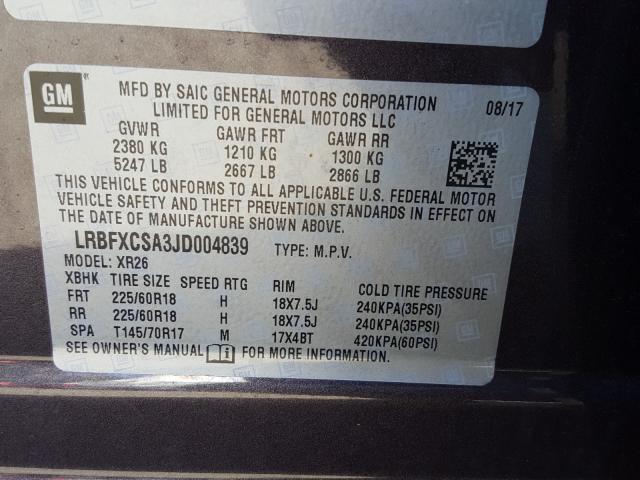 GM
®
MFD BY SAIC GENERAL MOTORS CORPORATION
LIMITED FOR GENERAL MOTORS LLC
08/17
GVWR GAWR FRT GAWR RR
2380 KG 1210 KG 1300 KG
5247 LB 2667 LB 2866 LB
THIS VEHICLE CONFORMS TO ALL APPLICABLE U.S. FEDERAL MOTOR
VEHICLE SAFETY AND THEFT PREVENTION STANDARDS IN EFFECT ON
THE DATE OF MANUFACTURE SHOWN ABOVE.
LRBFXCSA3JD004839 TYPE: M.P.V.
MODEL: XR26
XBHK TIRE SIZE SPEED RTG RIM COLD TIRE PRESSURE
FRT 225/60R18 H 18X7.5J 240KPA(35PSI)
RR 225/60R18 H 18X7.5J 240KPA(35PSI)
SPA T145/70R17 M 17X4BT 420KPA(60PSI)
SEE OWNER'S MANUAL FOR MORE INFORMATION